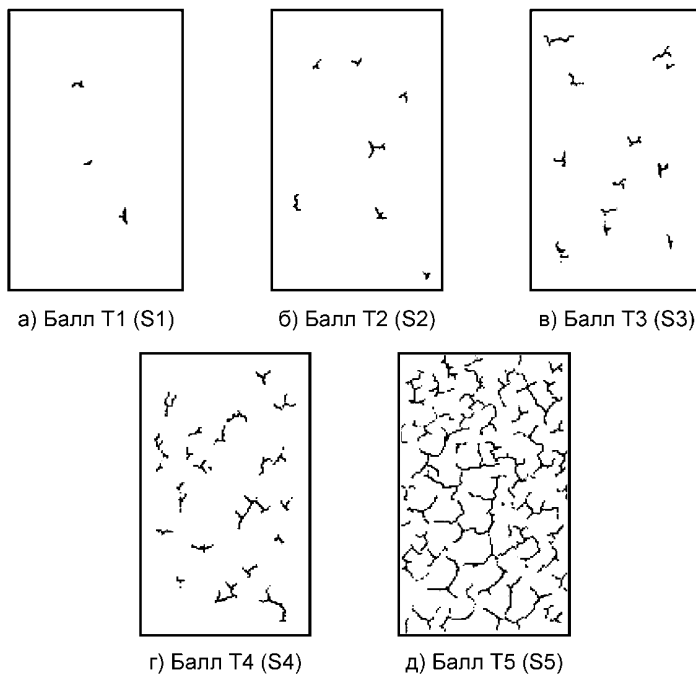 а) Балл Т1 (S1)
б) Балл Т2 (S2)
в) Балл Т3 (S3)
г) Балл Т4 (S4)
д) Балл Т5 (S5)